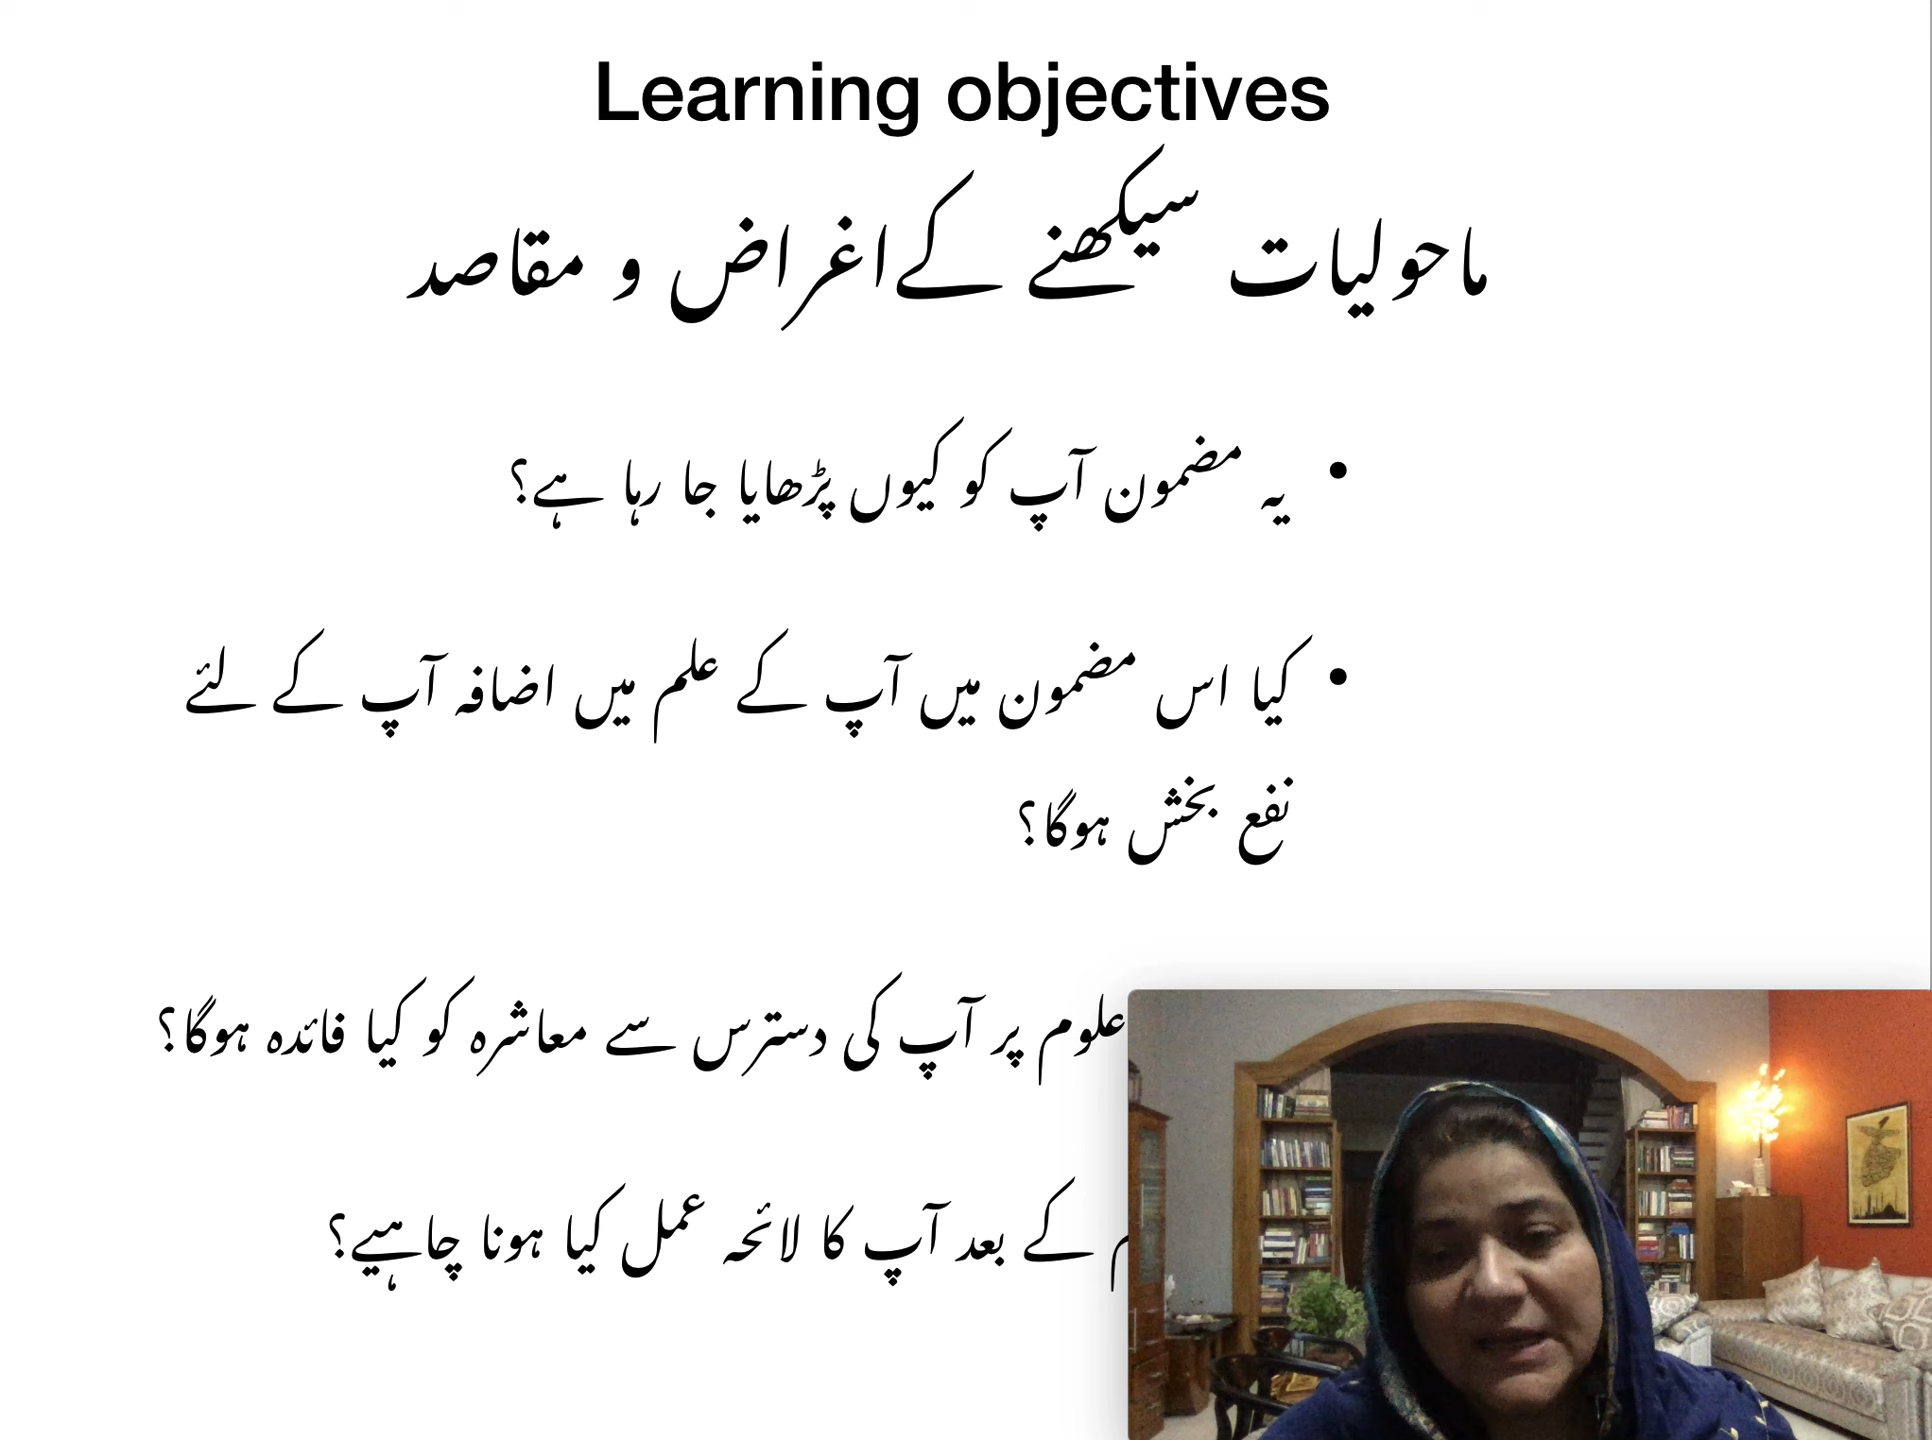 Learning objectives
ماحولیات سیکھنے کےاغراض و مقاصد
• یہ مضمون آپ کو کیوں پڑھایا جا رہا ہے؟
• کیا اس مضمون میں آپ کے علم میں اضافہ آپ کے لئے
نفع بخش ہوگا؟
علوم پر آپ کی دسترس سے معاشرہ کو کیا فائدہ ہوگا؟
کے بعد آپ کا لائحہ عمل کیا ہونا چاہیے؟